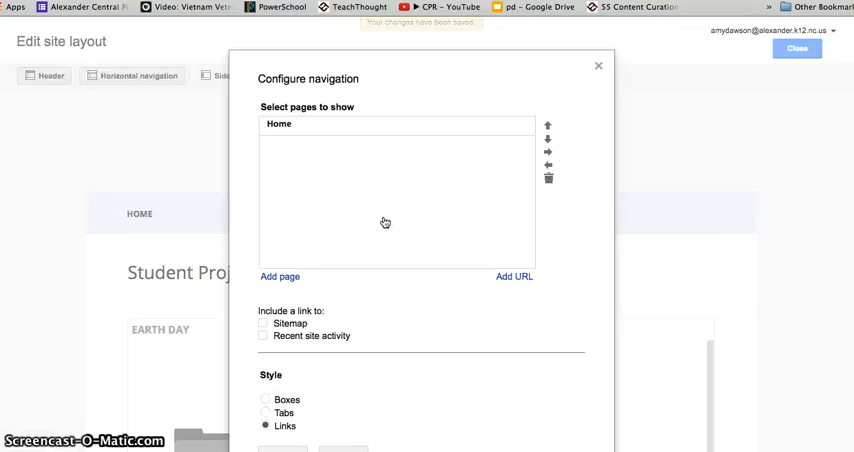 Apps Alexander Central Video: Vietnam Vete PowerSchool TeachThought CPR – YouTube pd – Google Drive 55 Content Curation » Other Bookmar
Your changes have been saved.
Edit site layout
amydawson@alexander.k12.nc.us
Close
Header Horizontal navigation Side
Configure navigation
Select pages to show
Home
HOME
Student Proj
Add page Add URL
Include a link to:
Sitemap
EARTH DAY
Recent site activity
Style
Boxes
Tabs
Links
Screencast-O-Matic.com